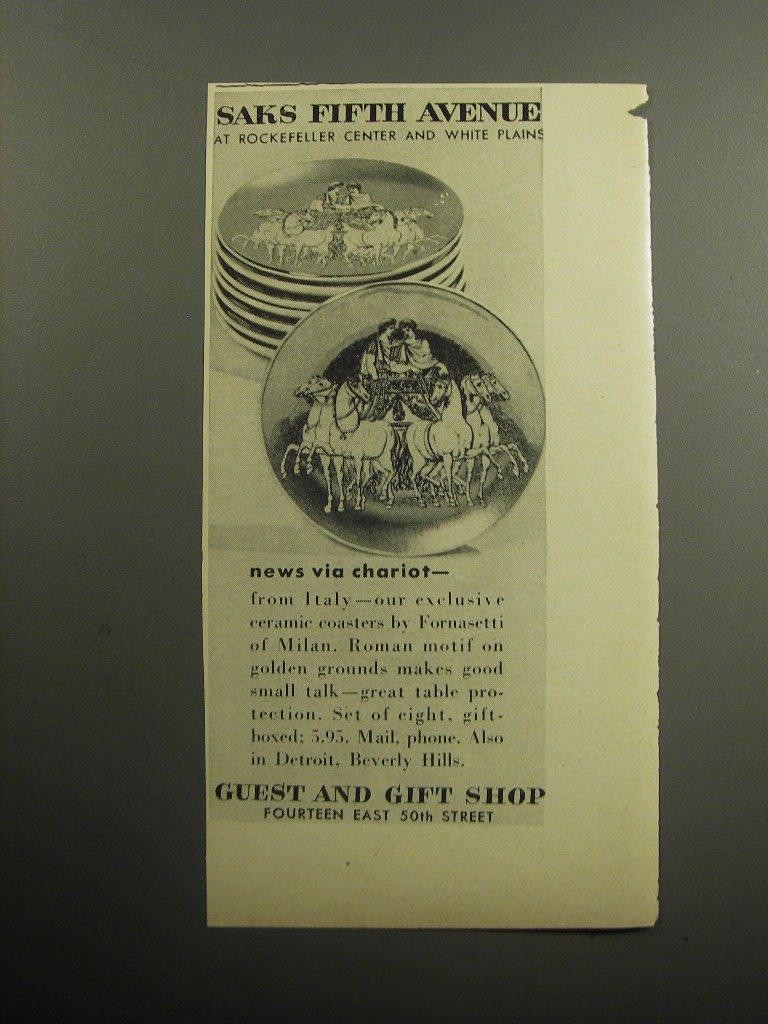 SAKS FIFTH AVENUE
AT ROCKEFELLER CENTER AND WHITE PLAINS
news via chariot—
from Italy—our exclusive
ceramic coasters by Fornasetti
of Milan. Roman motif on
golden grounds makes good
small talk—great table pro-
tection. Set of eight, gift-
boxed; 5.95. Mail, phone. Also
in Detroit, Beverly Hills.
GUEST AND GIFT SHOP
FOURTEEN EAST 50th STREET